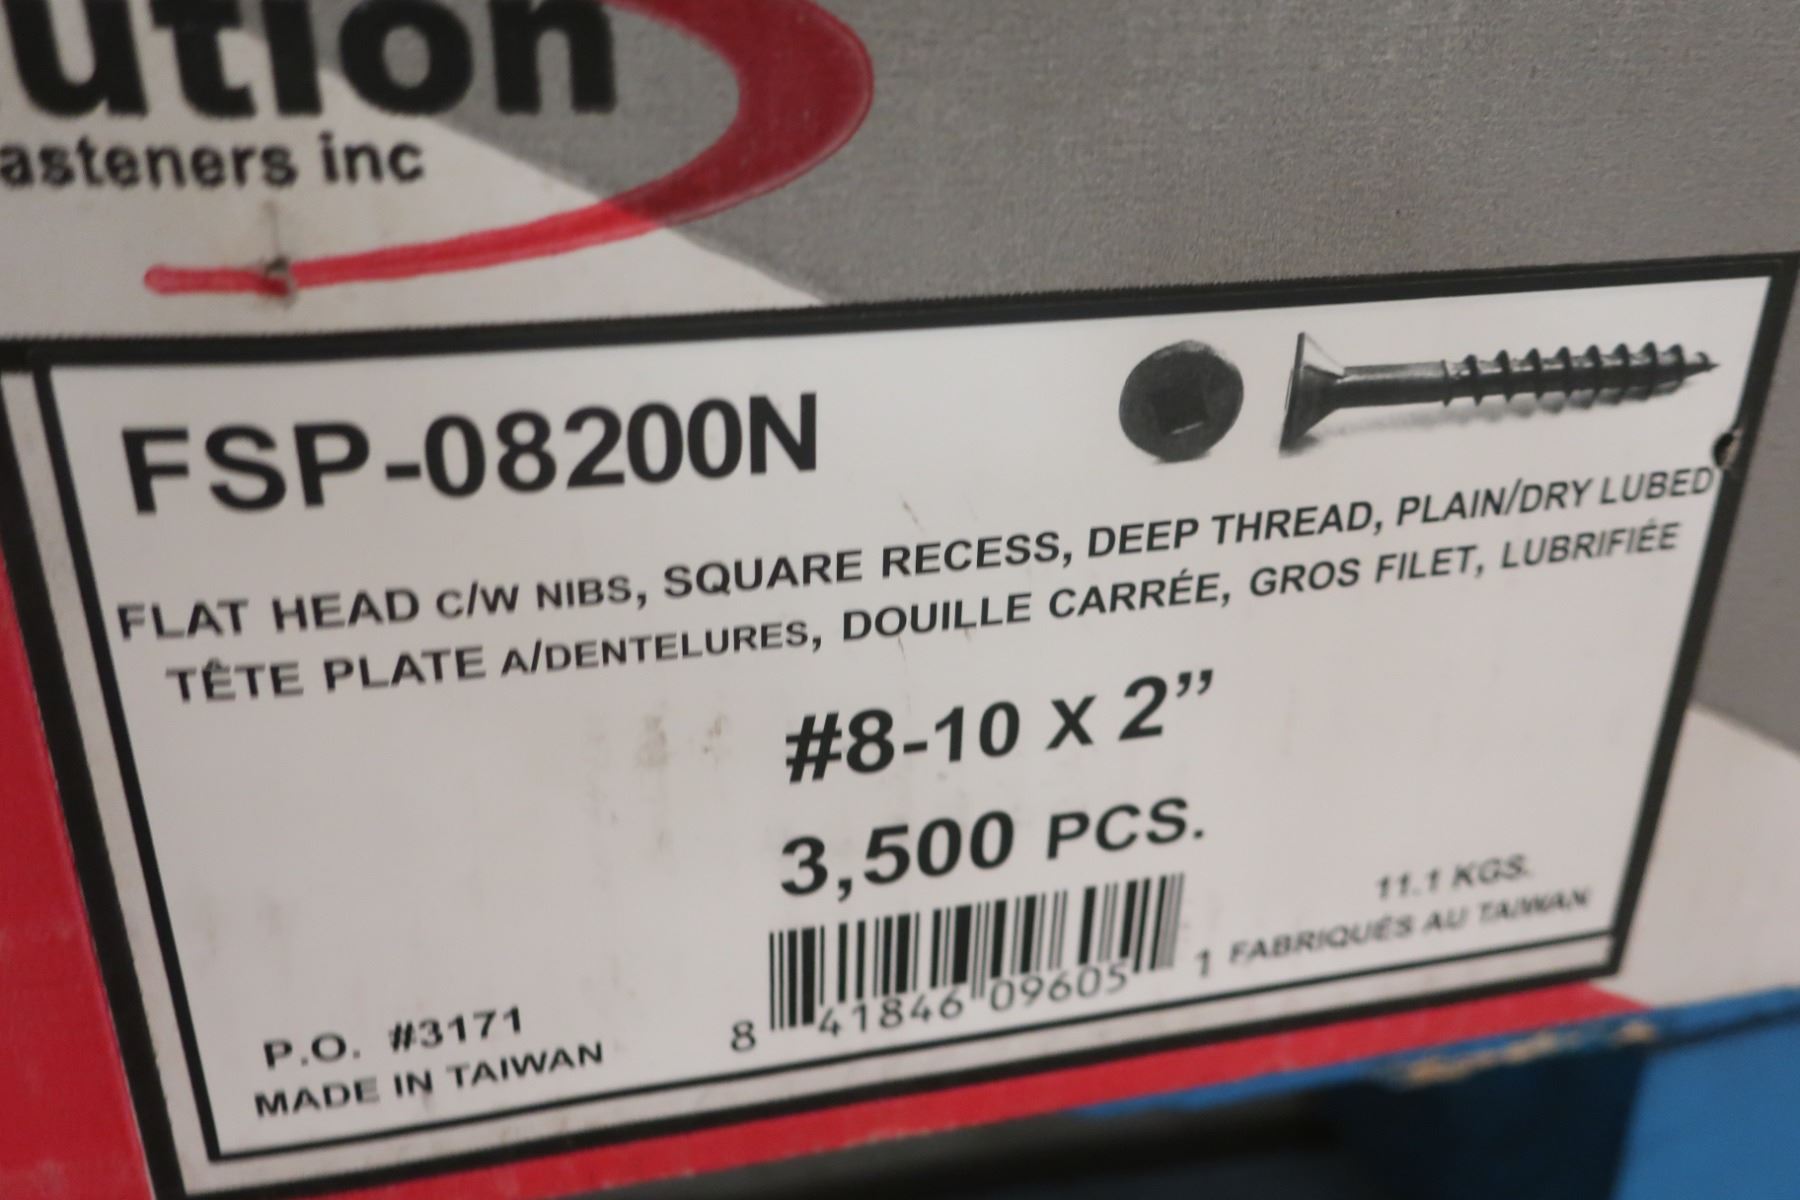 ution
asteners inc
FSP-08200N
FLAT HEAD C/W NIBS, SQUARE RECESS, DEEP THREAD, PLAIN/DRY LUBED
TÊTE PLATE A/DENTELURES, DOUILLE CARRÉE, GROS FILET, LUBRIFIÉE
#8-10 X 2”
3,500 PCS.
11.1 KGS.
FABRIQUÉS AU TAIWAN
8 41846 09605 1
P.O. #3171
MADE IN TAIWAN